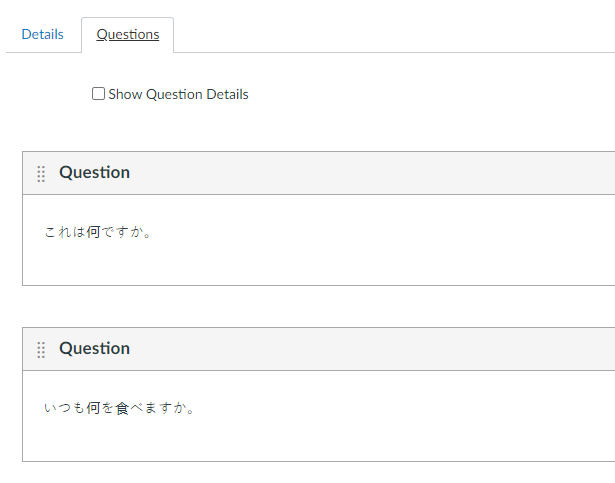 Details Questions
Show Question Details
Question
これは何ですか。
Question
いつも何を食べますか。